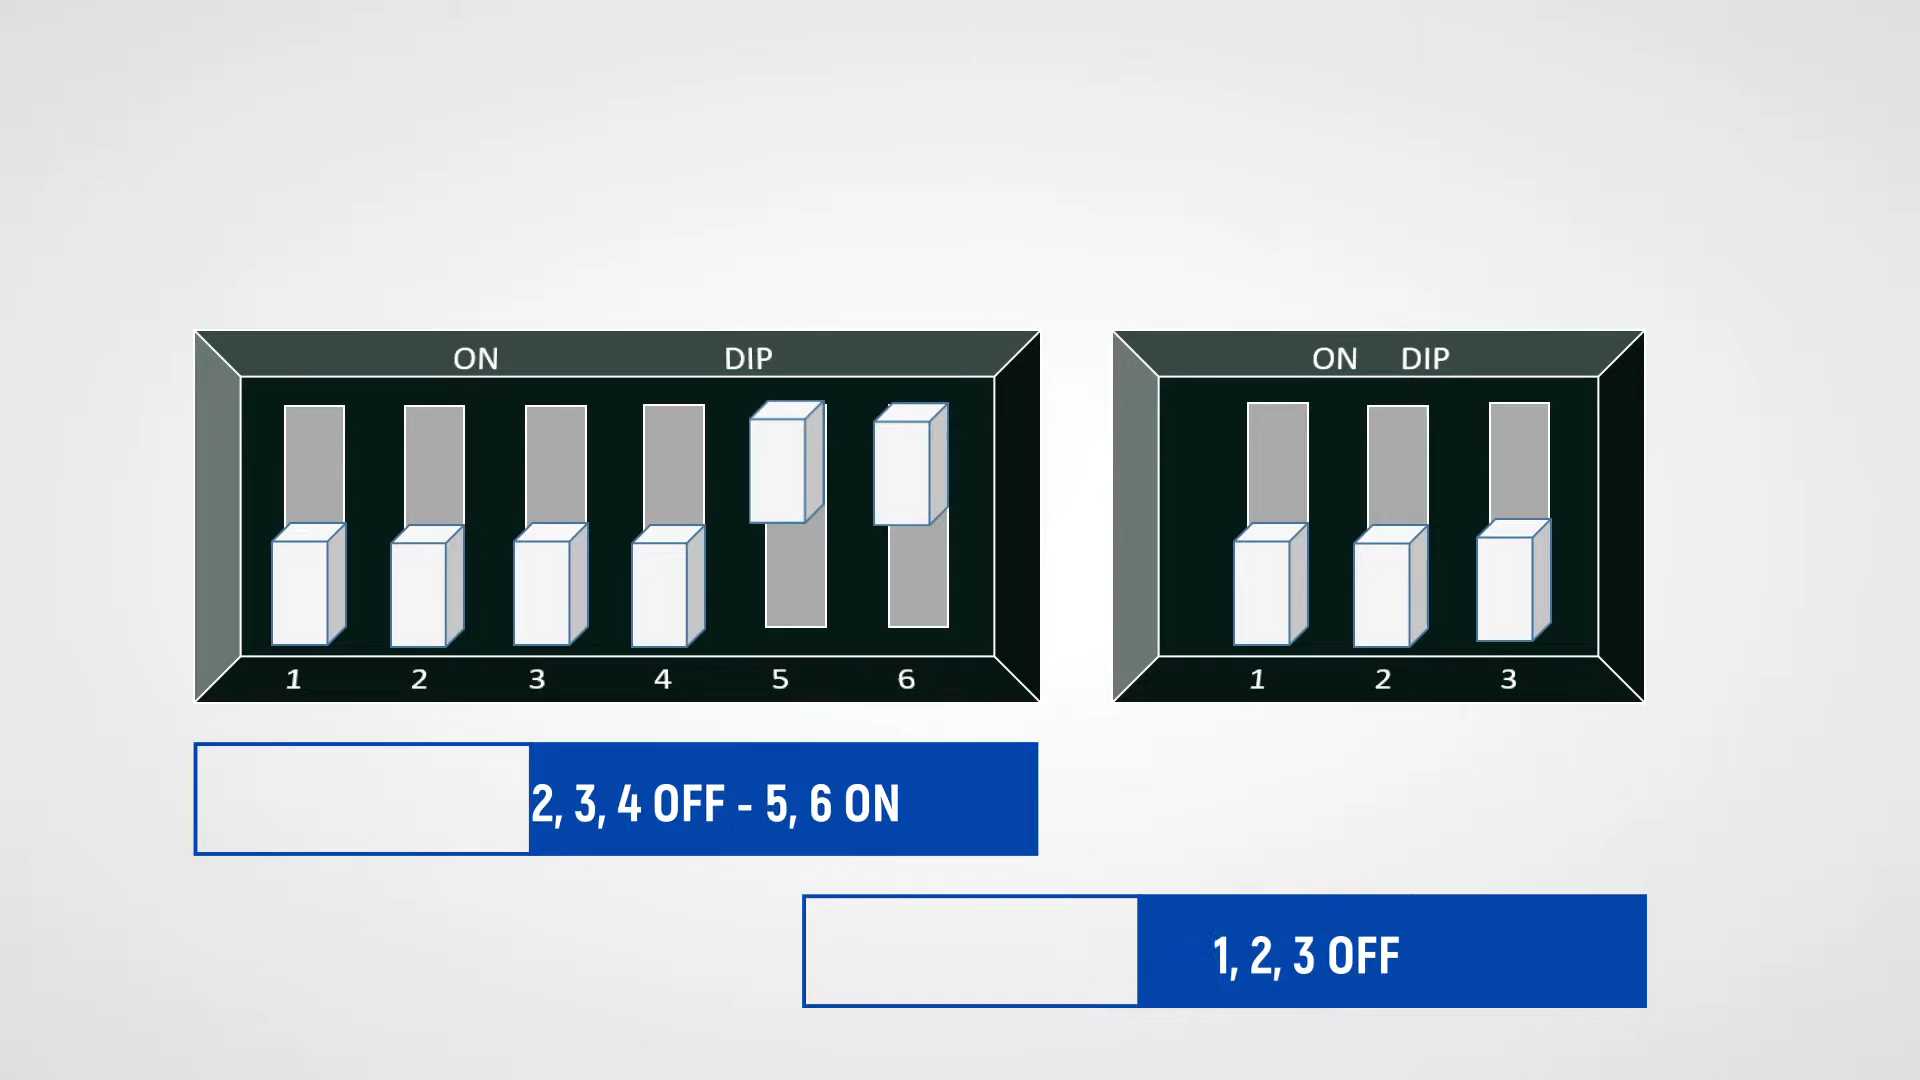 ON DIP
1 2 3 4 5 6
ON DIP
1 2 3
2, 3, 4 OFF - 5, 6 ON
1, 2, 3 OFF